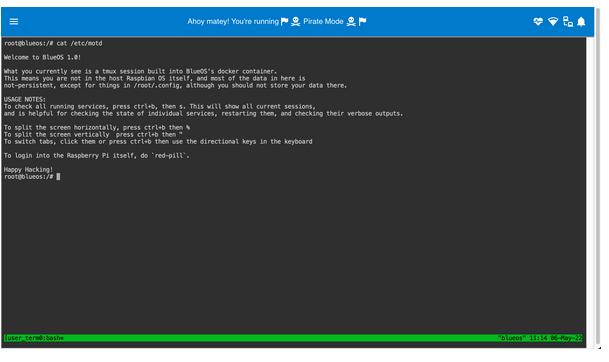 Ahoy matey! You're running Pirate Mode
root@blueos:/# cat /etc/motd
Welcome to BlueOS 1.0!
What you currently see is a tmux session built into BlueOS's docker container.
This means you are not in the host Raspbian OS itself, and most of the data in here is
not-persistent, except for things in /root/.config, although you should not store your data there.
USAGE NOTES:
To check all running services, press ctrl+b, then s. This will show all current sessions,
and is helpful for checking the state of individual services, restarting them, and checking their verbose outputs.
To split the screen horizontally, press ctrl+b then %
To split the screen vertically  press ctrl+b then "
To switch tabs, click them or press ctrl+b then use the directional keys in the keyboard
To login into the Raspberry Pi itself, do `red-pill`.
Happy Hacking!
root@blueos:/#
[user_term0:bash* "blueos" 11:14 06-May-22